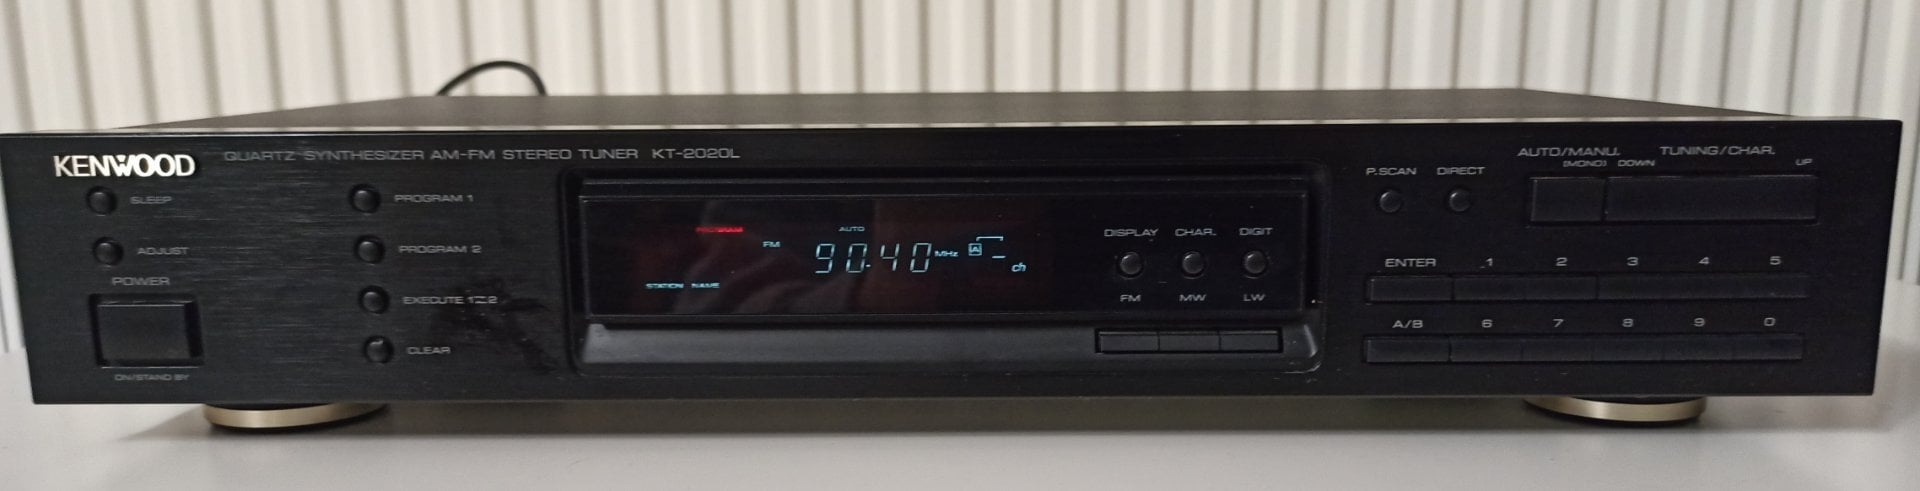 KENWOOD
QUARTZ SYNTHESIZER AM-FM STEREO TUNER KT-2020L
SLEEP
ADJUST
POWER
ON/STAND BY
PROGRAM 1
PROGRAM 2
EXECUTE 1 2
CLEAR
PROGRAM
AUTO
FM 90.40 MHz A ch
STATION NAME
DISPLAY CHAR. DIGIT
FM MW LW
P.SCAN DIRECT
AUTO/MANU. TUNING/CHAR.
(MONO) DOWN UP
ENTER 1 2 3 4 5
A/B 6 7 8 9 0